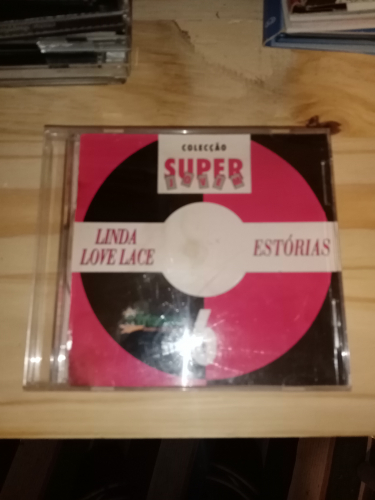 COLECÇÃO
SUPER
LINDA
LOVE LACE
ESTÓRIAS